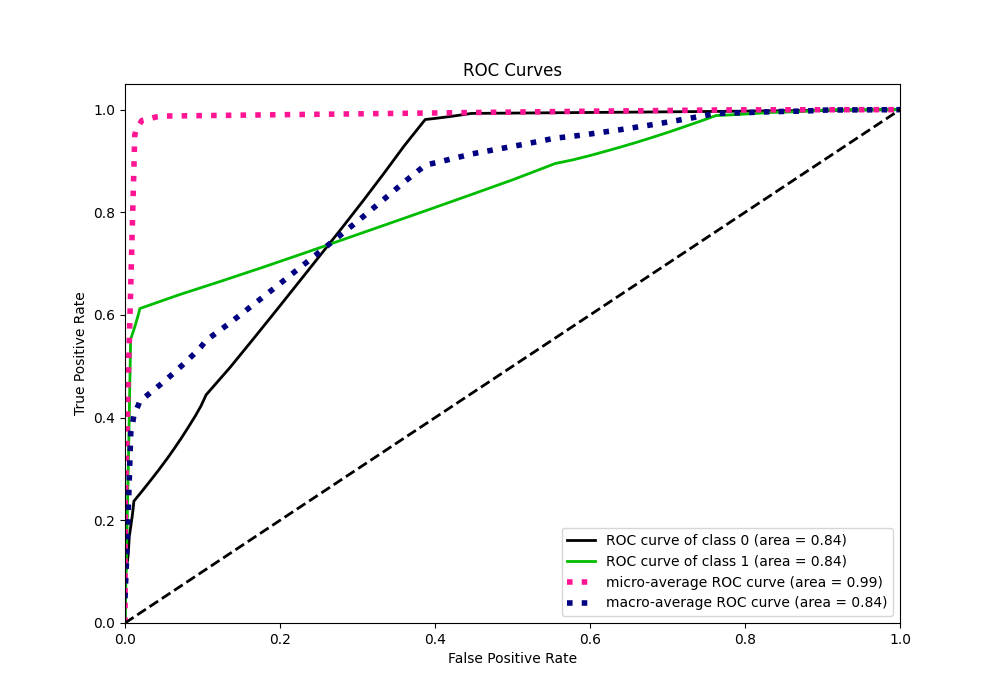 ROC Curves
True Positive Rate
1.0
0.8
0.6
0.4
0.2
0.0
0.0 0.2 0.4 0.6 0.8 1.0
False Positive Rate
ROC curve of class 0 (area = 0.84)
ROC curve of class 1 (area = 0.84)
micro-average ROC curve (area = 0.99)
macro-average ROC curve (area = 0.84)